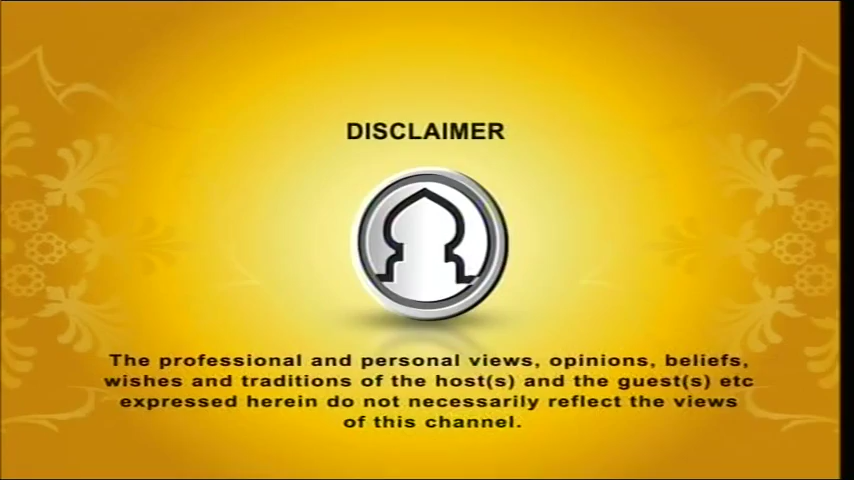 DISCLAIMER
The professional and personal views, opinions, beliefs,
wishes and traditions of the host(s) and the guest(s) etc
expressed herein do not necessarily reflect the views
of this channel.